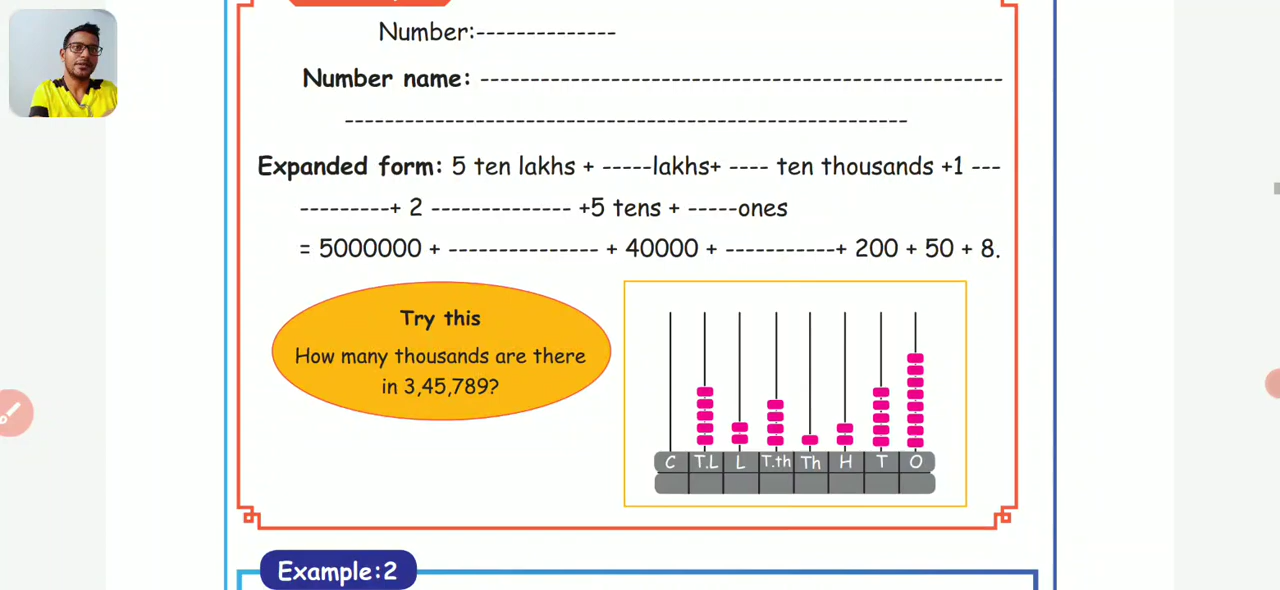 Number:--------------
Number name: ----------------------------------------------------
--------------------------------------------------------
Expanded form: 5 ten lakhs + -----lakhs+ ---- ten thousands +1 ---
---------+ 2 -------------- +5 tens + -----ones
= 5000000 + --------------- + 40000 + -----------+ 200 + 50 + 8.
Try this
How many thousands are there
in 3,45,789?
C T.L L T.th Th H T O
Example:2